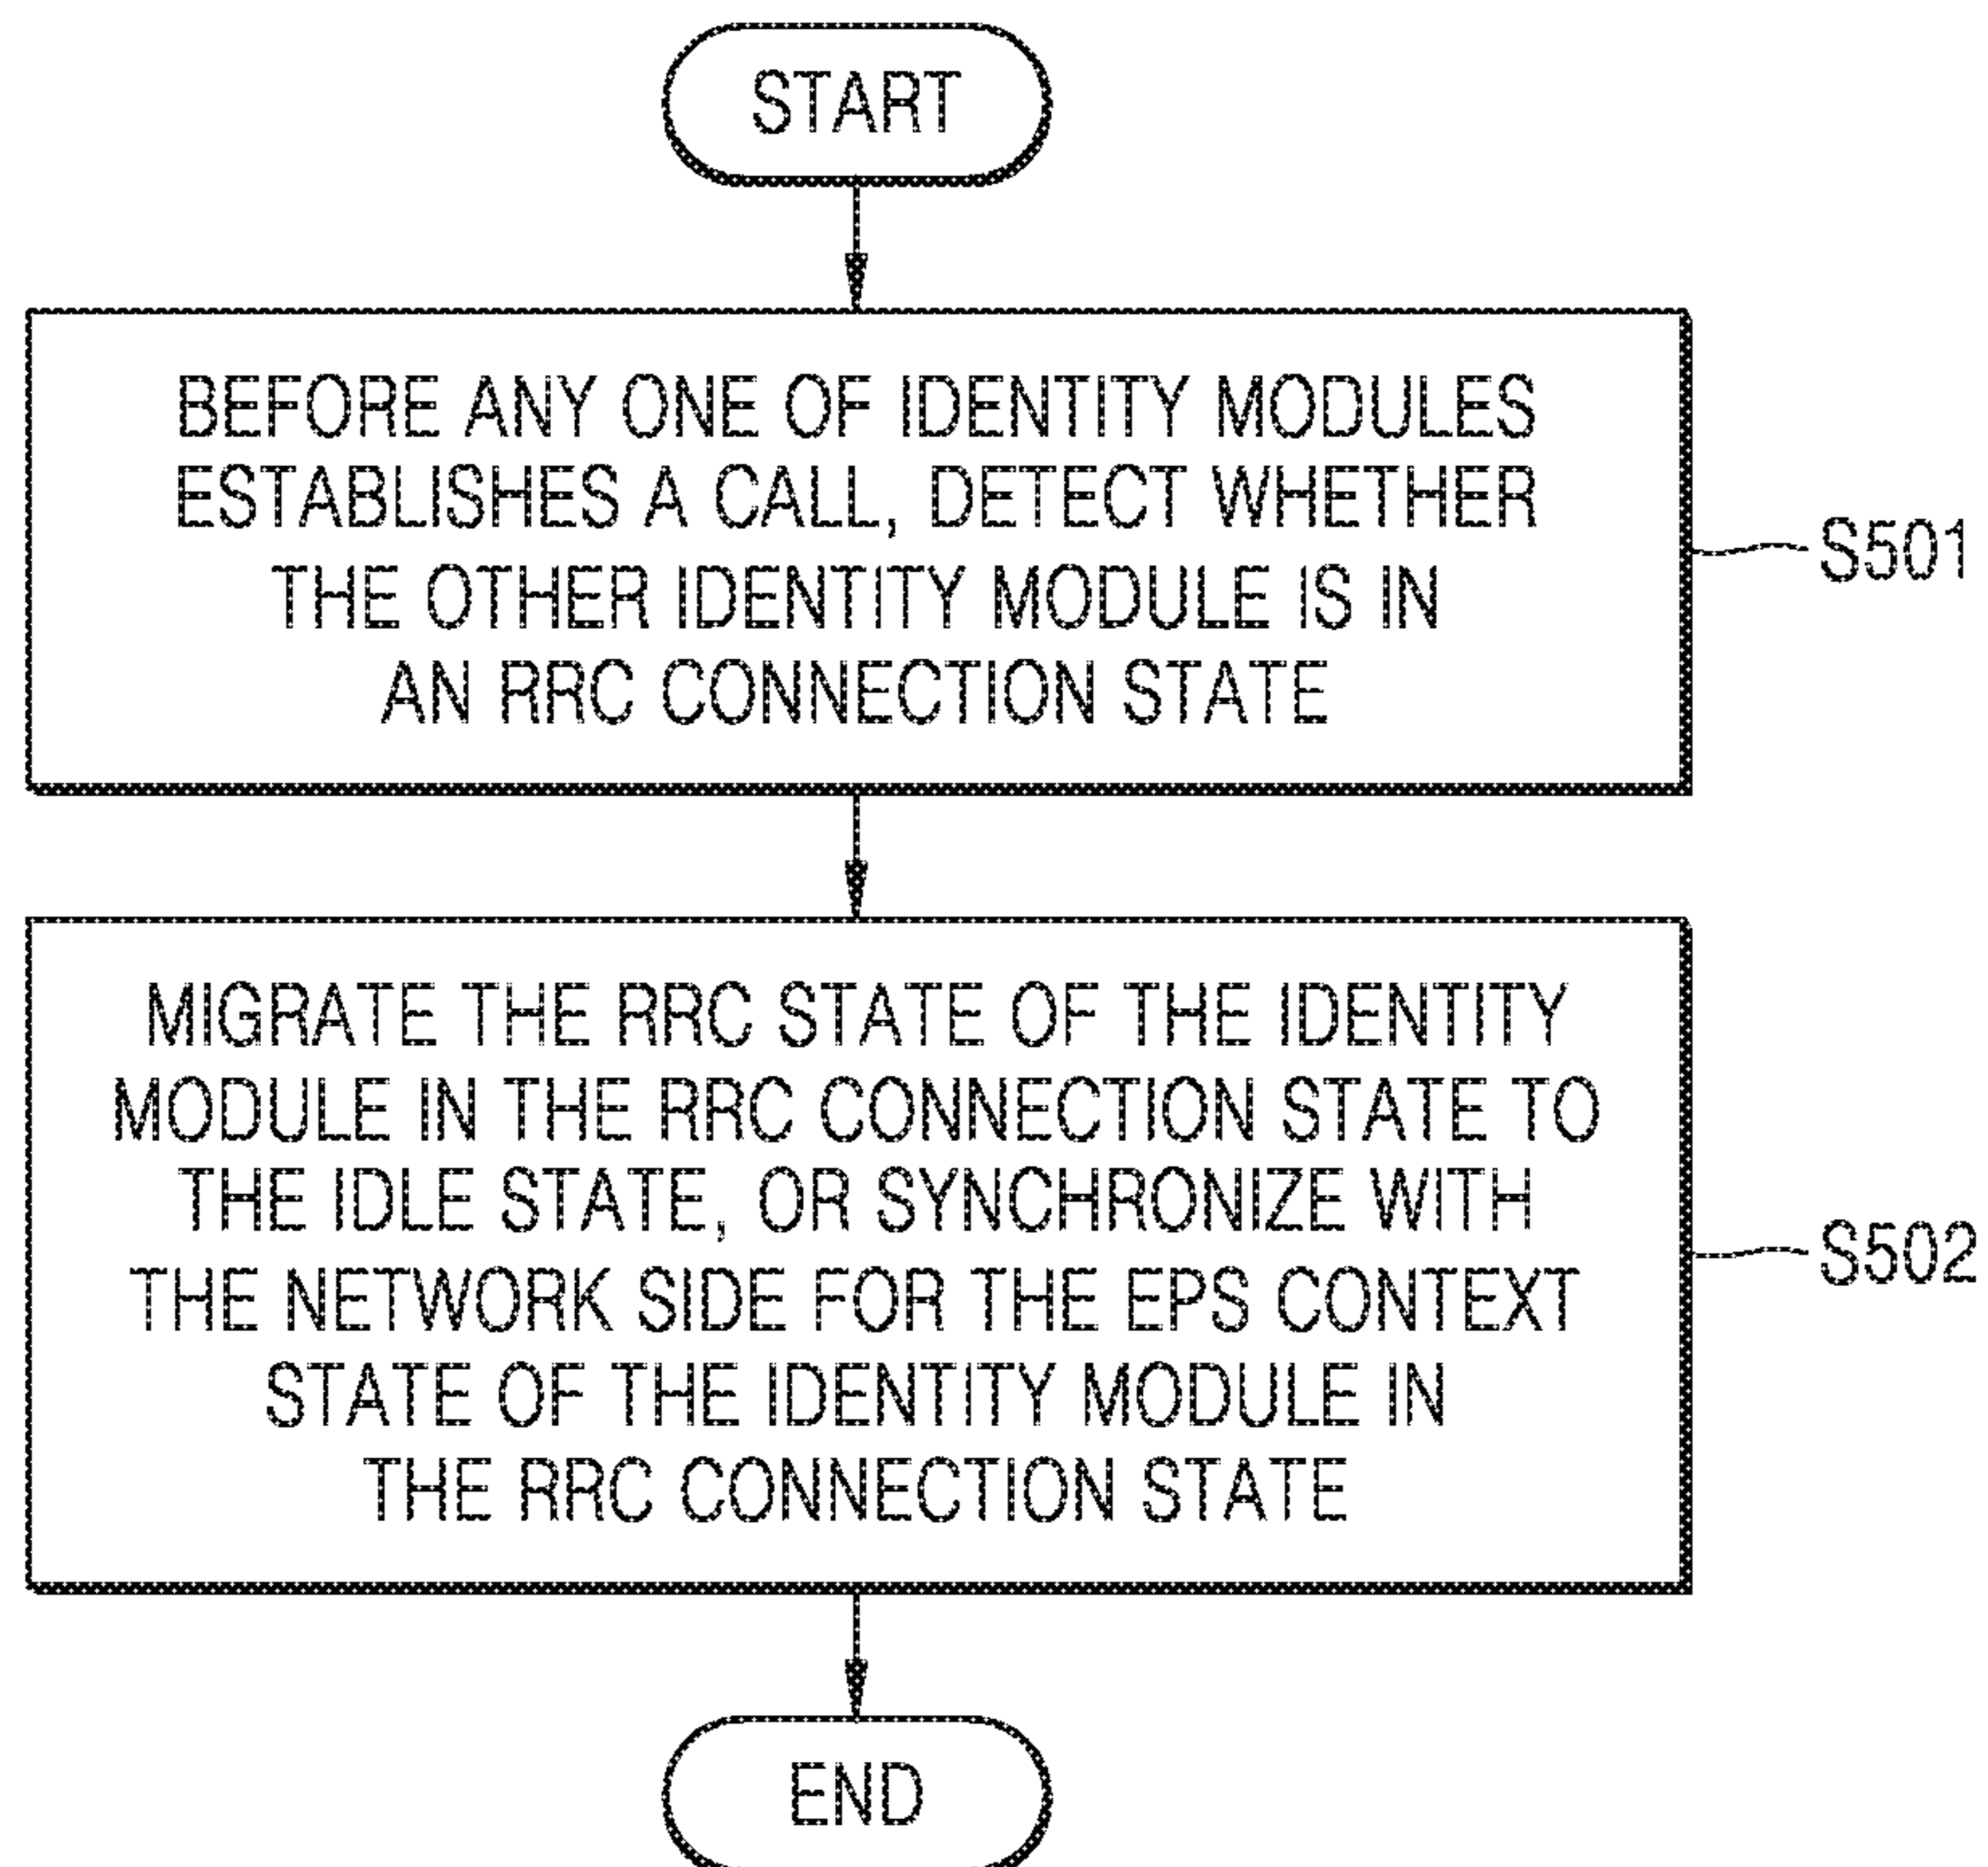 START
BEFORE ANY ONE OF IDENTITY MODULES
ESTABLISHES A CALL, DETECT WHETHER
THE OTHER IDENTITY MODULE IS IN
AN RRC CONNECTION STATE
S501
MIGRATE THE RRC STATE OF THE IDENTITY
MODULE IN THE RRC CONNECTION STATE TO
THE IDLE STATE, OR SYNCHRONIZE WITH
THE NETWORK SIDE FOR THE EPS CONTEXT
STATE OF THE IDENTITY MODULE IN
THE RRC CONNECTION STATE
S502
END